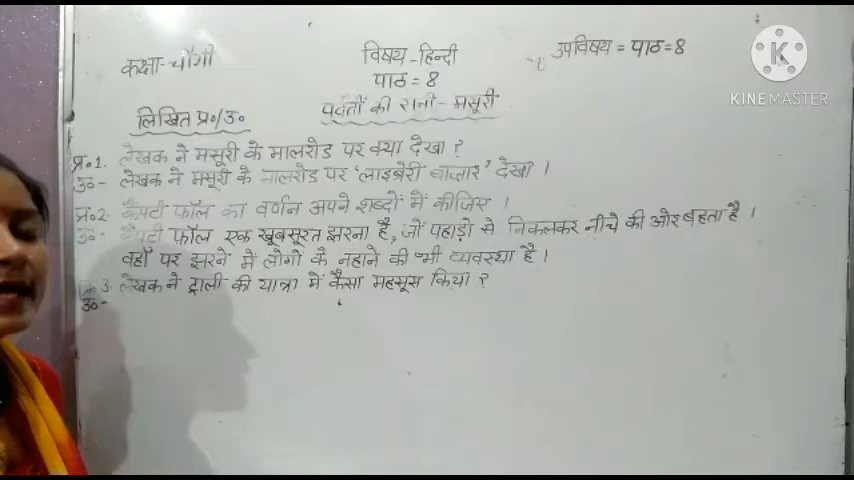 कक्षा-चौथी
विषय-हिन्दी
उपविषय = पाठ=8
पाठ=8
पर्वतों की रानी - मसूरी
लिखित प्र०/उ०
प्र०1. लेखक ने मसूरी के मालरोड पर क्या देखा ?
उ०- लेखक ने मसूरी के मालरोड पर 'लाइब्रेरी बाजार' देखा ।
प्र०2. कैंपटी फॉल का वर्णन अपने शब्दों में कीजिए ।
उ०- कैंपटी फॉल एक खूबसूरत झरना है, जो पहाड़ो से निकलकर नीचे की ओर बहता है ।
वहाँ पर झरने में लोगो के नहाने की भी व्यवस्था है ।
प्र० 3. लेखक ने ट्राली की यात्रा में कैसा महसूस किया ?
उ०-
K
KINEMASTER